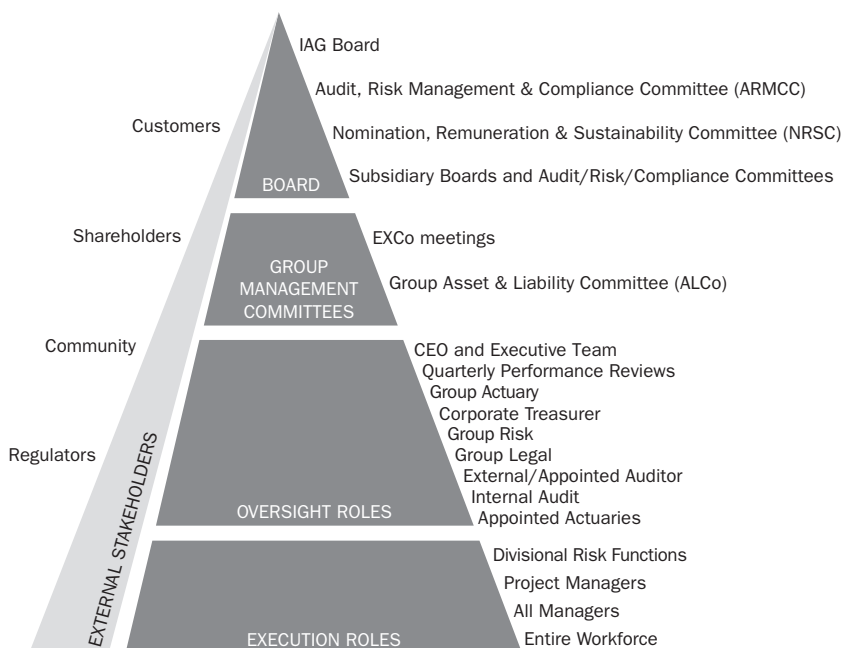 IAG Board
Audit, Risk Management & Compliance Committee (ARMCC)
Customers
Nomination, Remuneration & Sustainability Committee (NRSC)
Subsidiary Boards and Audit/Risk/Compliance Committees
BOARD
Shareholders
EXCo meetings
GROUP
MANAGEMENT
COMMITTEES
Group Asset & Liability Committee (ALCo)
Community
CEO and Executive Team
Quarterly Performance Reviews
Group Actuary
Corporate Treasurer
Group Risk
Regulators
Group Legal
External/Appointed Auditor
Internal Audit
Appointed Actuaries
OVERSIGHT ROLES
EXTERNAL STAKEHOLDERS
Divisional Risk Functions
Project Managers
All Managers
Entire Workforce
EXECUTION ROLES